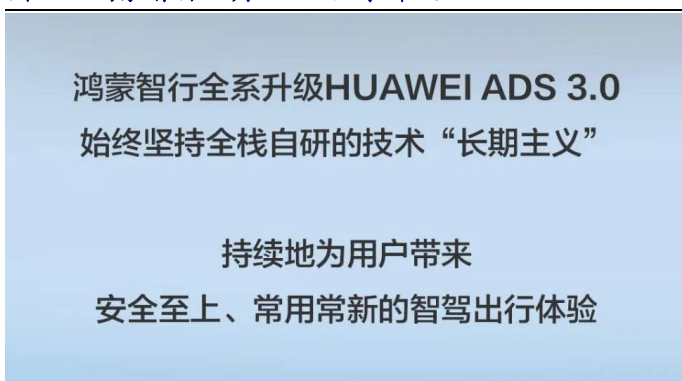 鸿蒙智行全系升级HUAWEI ADS 3.0
始终坚持全栈自研的技术“长期主义”
持续地为用户带来
安全至上、常用常新的智驾出行体验